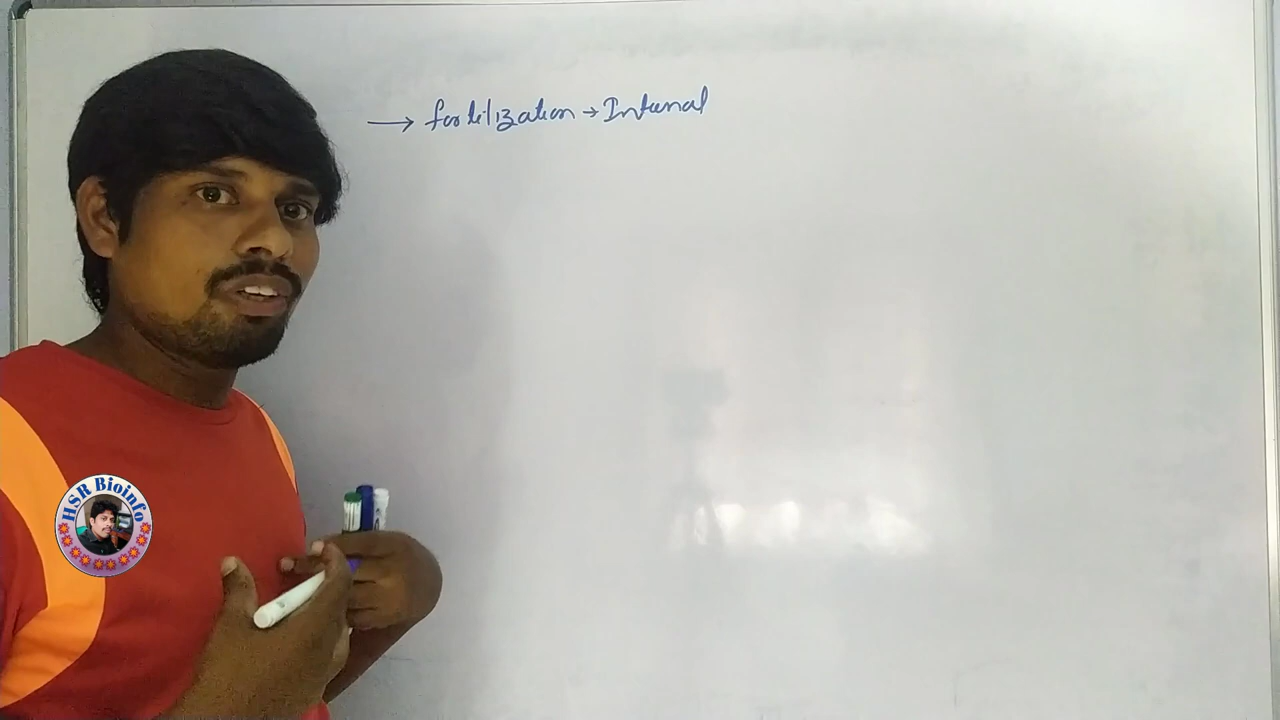 → fertilization → Internal
HSR Bioinfo